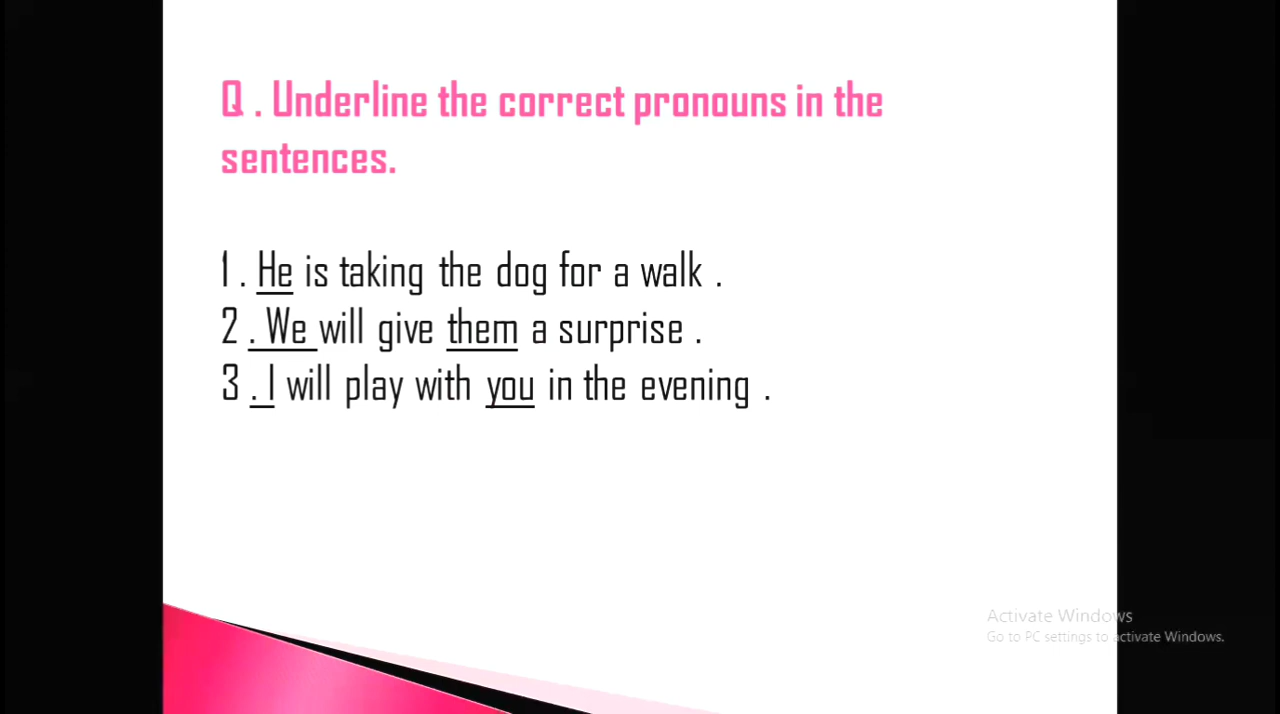 Q . Underline the correct pronouns in the
sentences.
1 . He is taking the dog for a walk .
2 . We will give them a surprise .
3 . I will play with you in the evening .
Activate Windows
Go to PC settings to activate Windows.